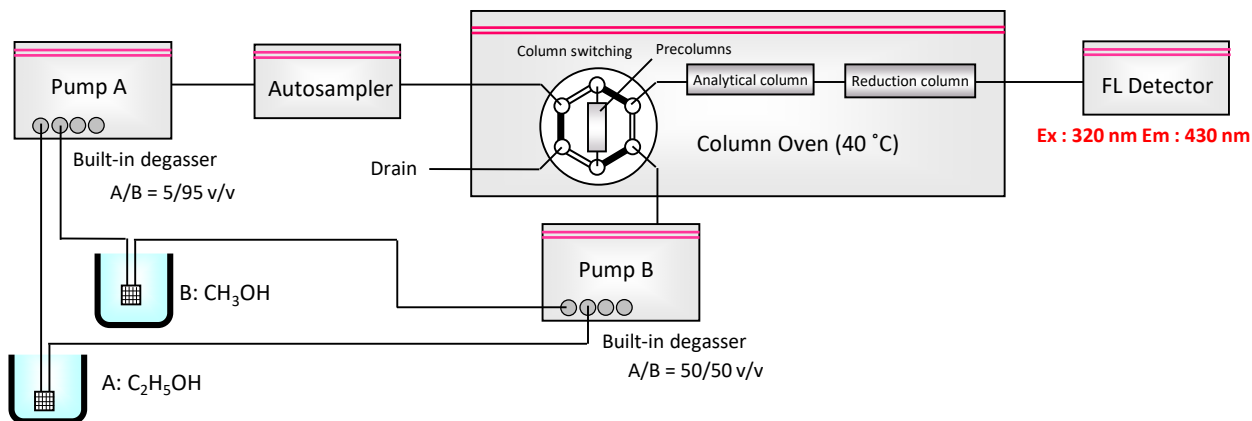 Column switching
Precolumns
Pump A
Autosampler
Analytical column
Reduction column
FL Detector
Column Oven (40 ˚C)
Ex : 320 nm Em : 430 nm
Built-in degasser
A/B = 5/95 v/v
Drain
Pump B
B: CH₃OH
Built-in degasser
A/B = 50/50 v/v
A: C₂H₅OH